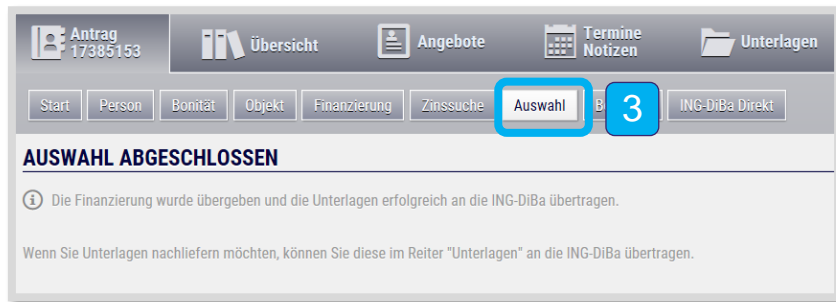 Antrag
17385153
Übersicht
Angebote
Termine
Notizen
Unterlagen
Start Person Bonität Objekt Finanzierung Zinssuche Auswahl 3 ING-DiBa Direkt
AUSWAHL ABGESCHLOSSEN
Die Finanzierung wurde übergeben und die Unterlagen erfolgreich an die ING-DiBa übertragen.
Wenn Sie Unterlagen nachliefern möchten, können Sie diese im Reiter "Unterlagen" an die ING-DiBa übertragen.